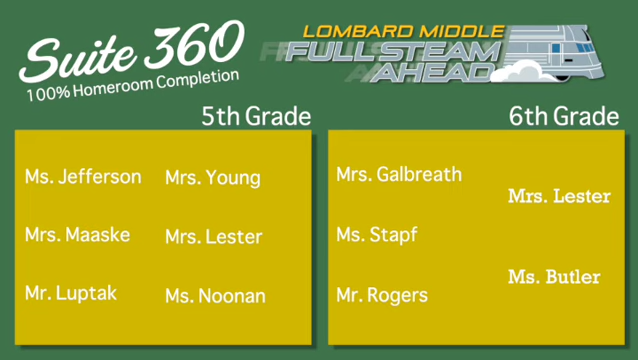 Suite 360
100% Homeroom Completion
LOMBARD MIDDLE
FULL STEAM
AHEAD
5th Grade
Ms. Jefferson
Mrs. Young
Mrs. Maaske
Mrs. Lester
Mr. Luptak
Ms. Noonan
6th Grade
Mrs. Galbreath
Mrs. Lester
Ms. Stapf
Ms. Butler
Mr. Rogers